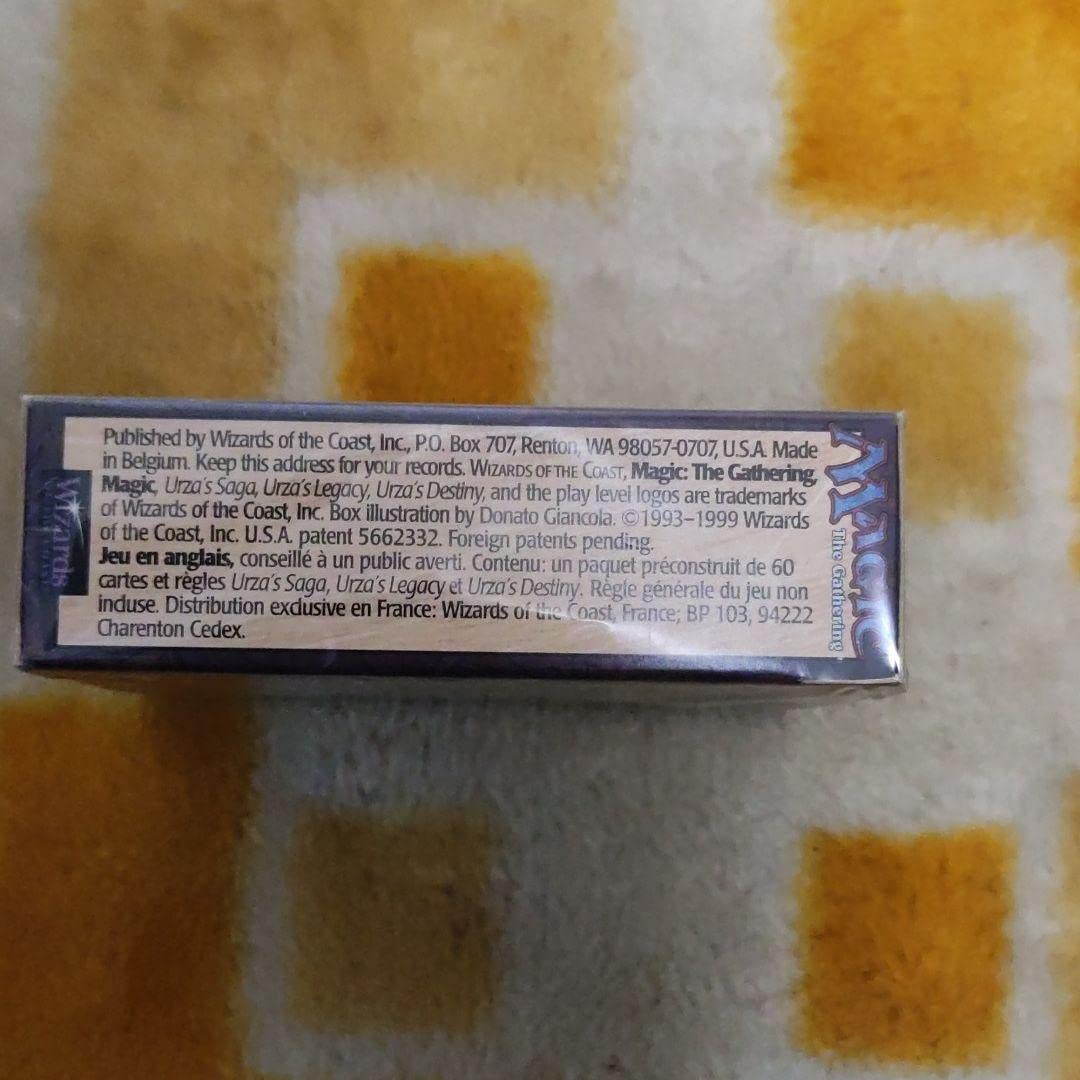 Published by Wizards of the Coast, Inc., P.O. Box 707, Renton, WA 98057-0707, U.S.A. Made
in Belgium. Keep this address for your records. WIZARDS OF THE COAST, Magic: The Gathering,
Magic, Urza's Saga, Urza's Legacy, Urza's Destiny, and the play level logos are trademarks
of Wizards of the Coast, Inc. Box illustration by Donato Giancola. ©1993–1999 Wizards
of the Coast, Inc. U.S.A. patent 5662332. Foreign patents pending.
Jeu en anglais, conseillé à un public averti. Contenu: un paquet préconstruit de 60
cartes et règles Urza's Saga, Urza's Legacy et Urza's Destiny. Règle générale du jeu non
incluse. Distribution exclusive en France: Wizards of the Coast, France; BP 103, 94222
Charenton Cedex.
Wizards
Magic
The Gathering